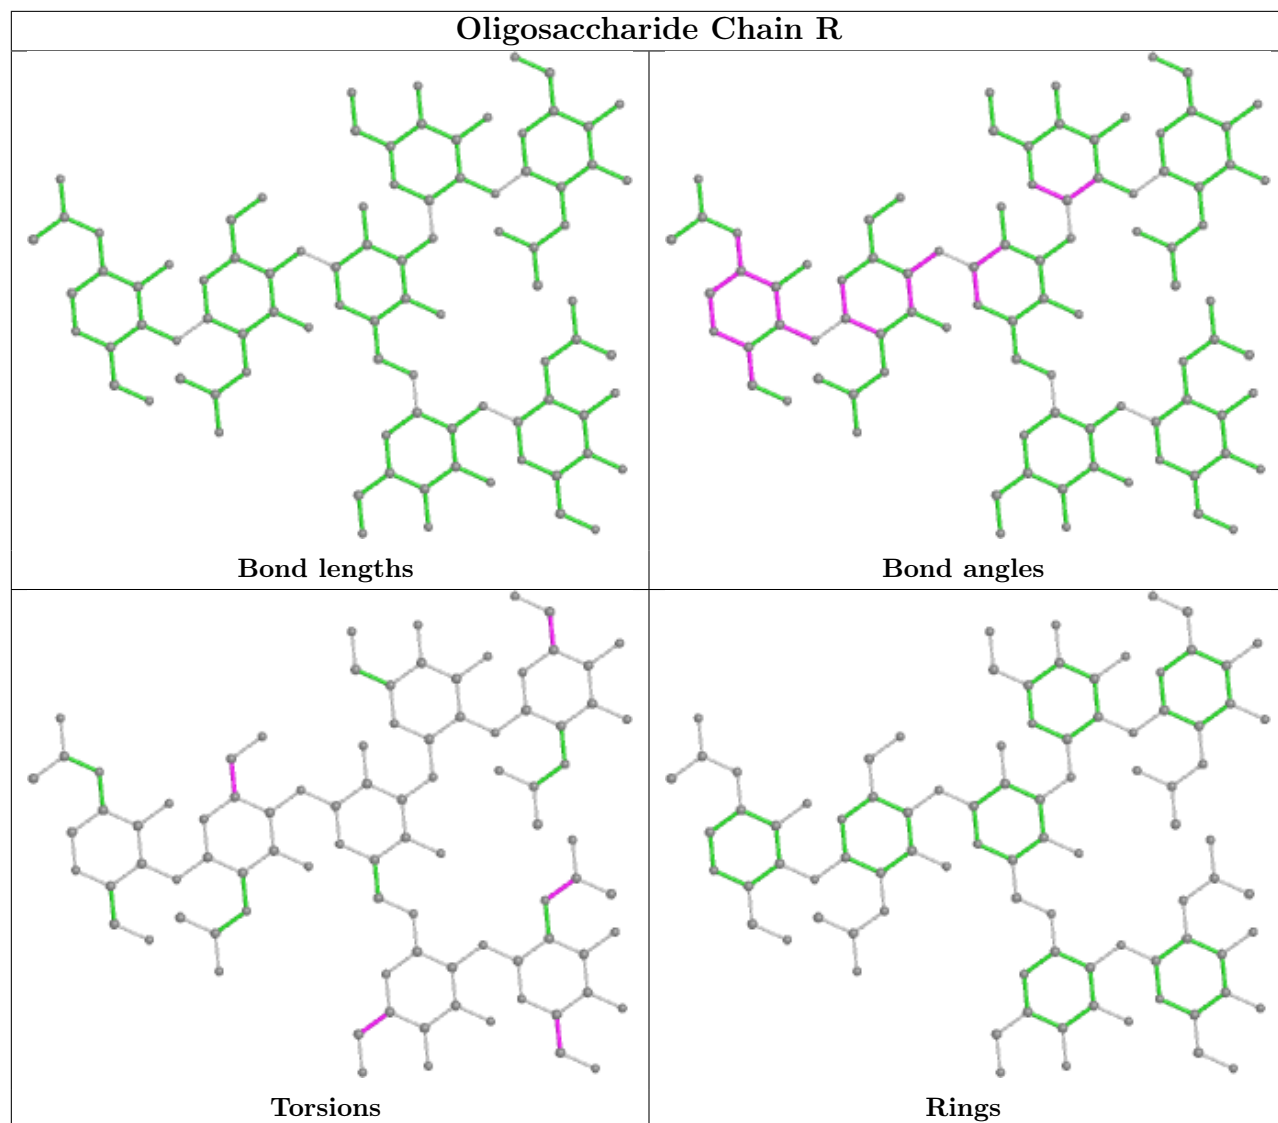 Oligosaccharide Chain R
Bond lengths
Bond angles
Torsions
Rings